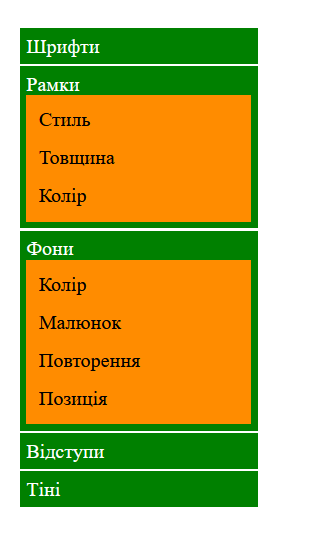 Шрифти
Рамки
Стиль
Товщина
Колір
Фони
Колір
Малюнок
Повторення
Позиція
Відступи
Тіні